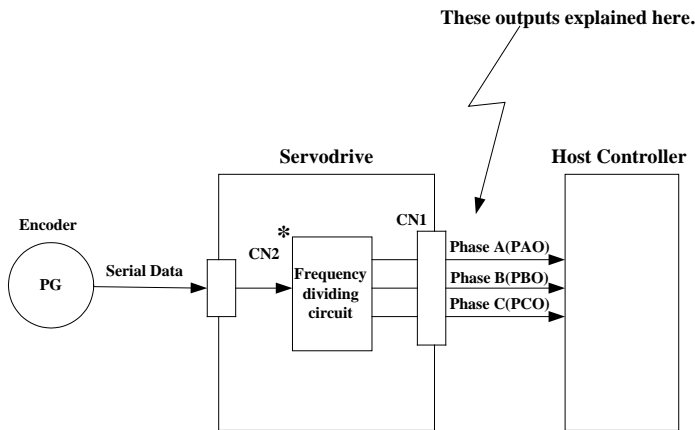 These outputs explained here.
Servodrive
Host Controller
Encoder
PG
Serial Data
CN2
*
Frequency
dividing
circuit
CN1
Phase A(PAO)
Phase B(PBO)
Phase C(PCO)